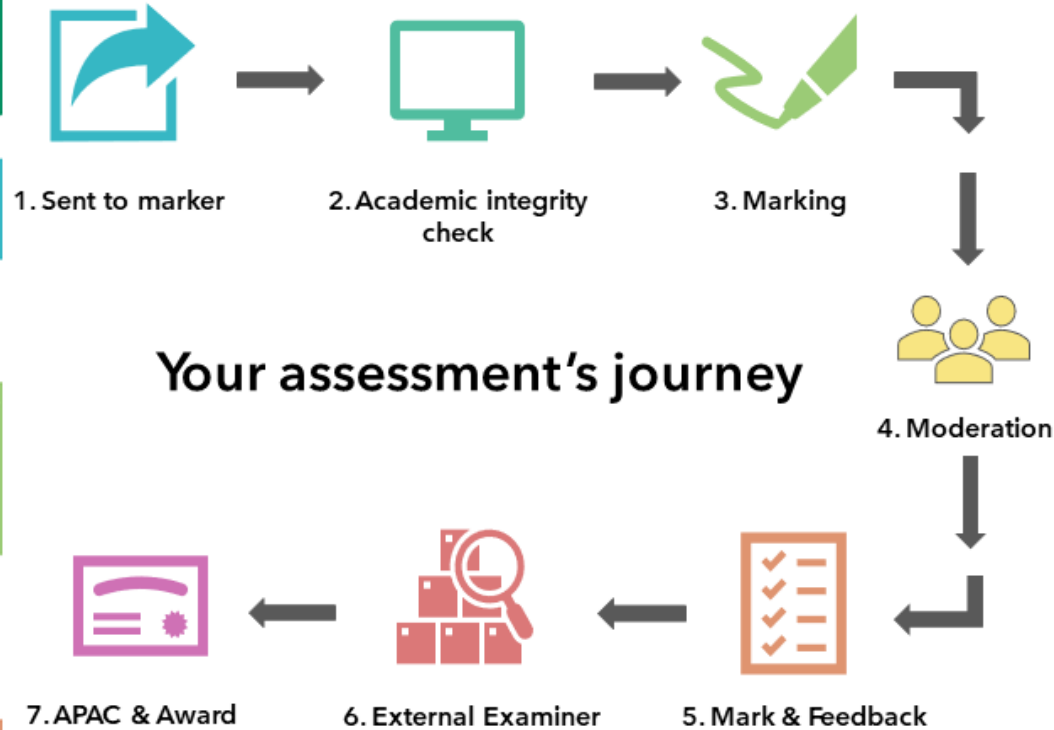 1. Sent to marker
2. Academic integrity
check
3. Marking
Your assessment's journey
4. Moderation
7. APAC & Award
6. External Examiner
5. Mark & Feedback